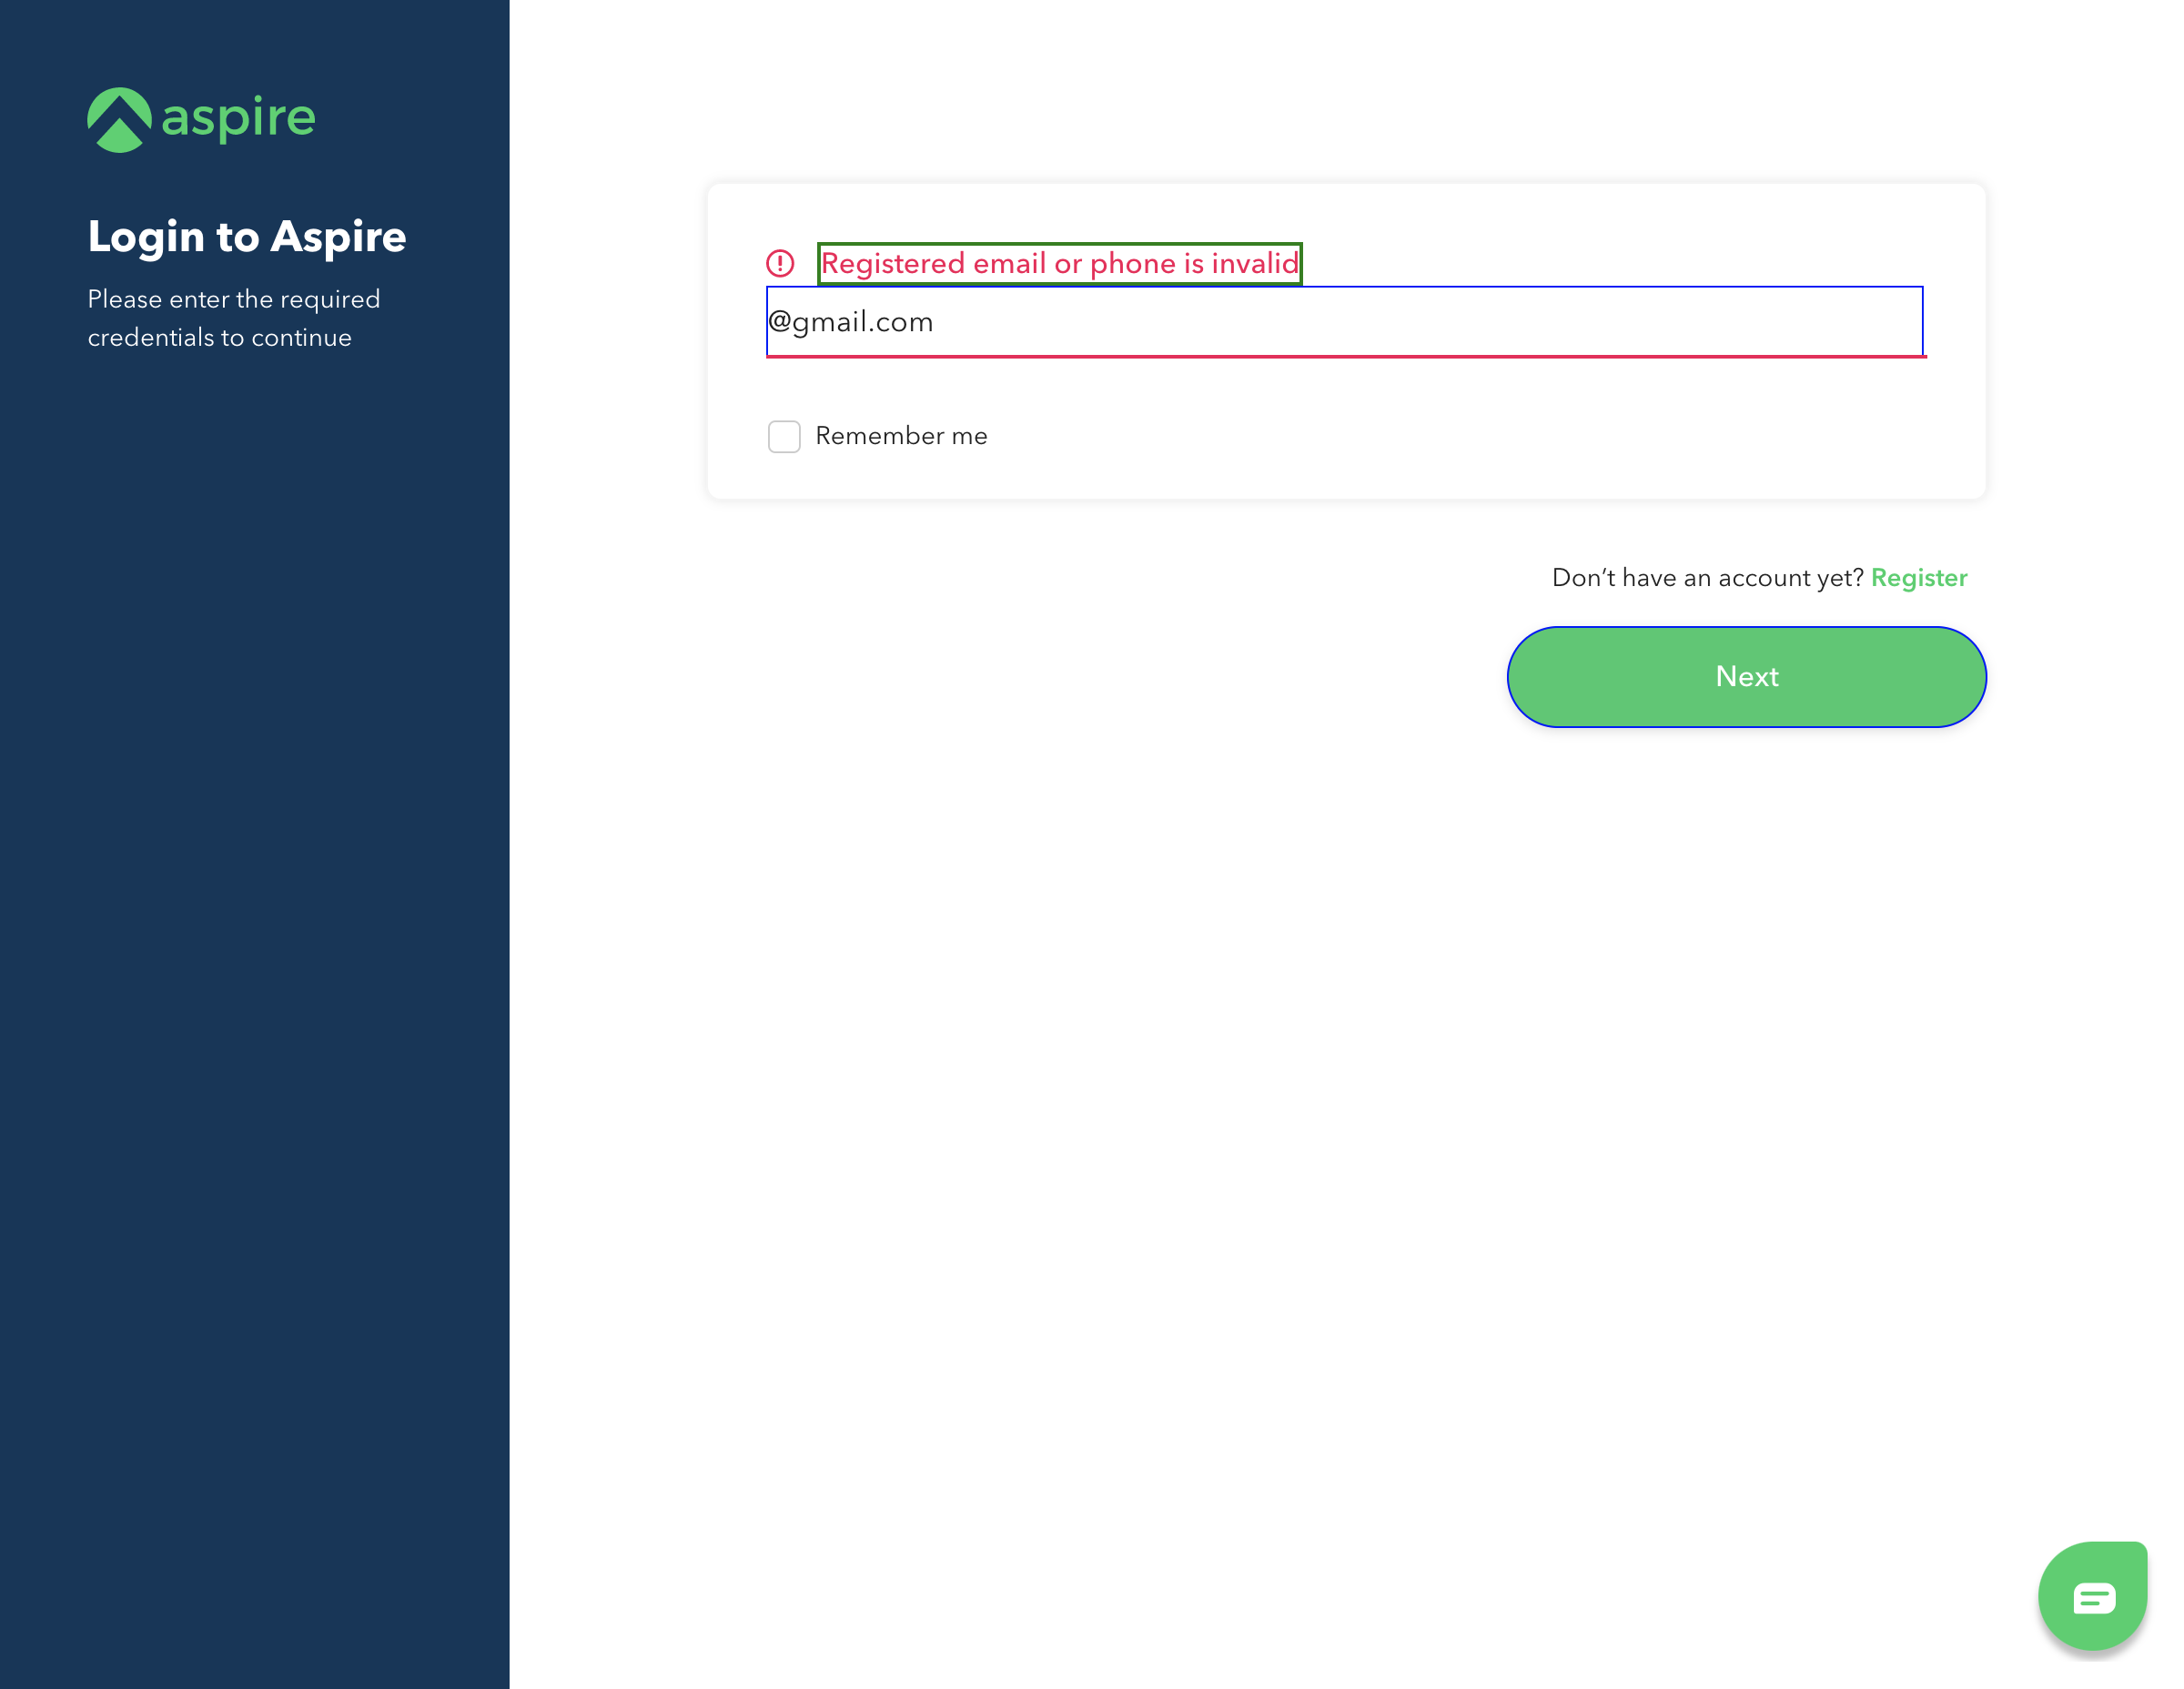 aspire
Login to Aspire
Please enter the required
credentials to continue
Registered email or phone is invalid
@gmail.com
Remember me
Don’t have an account yet? Register
Next